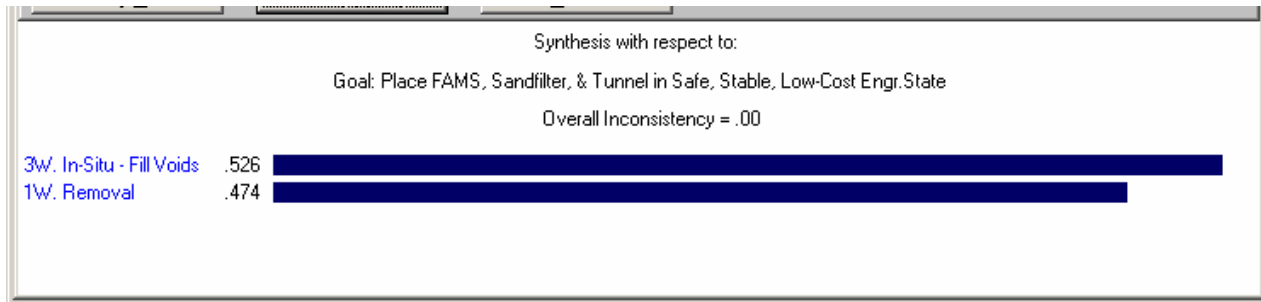 Synthesis with respect to:
Goal: Place FAMS, Sandfilter, & Tunnel in Safe, Stable, Low-Cost Engr.State
Overall Inconsistency = .00
3W. In-Situ - Fill Voids .526
1W. Removal .474